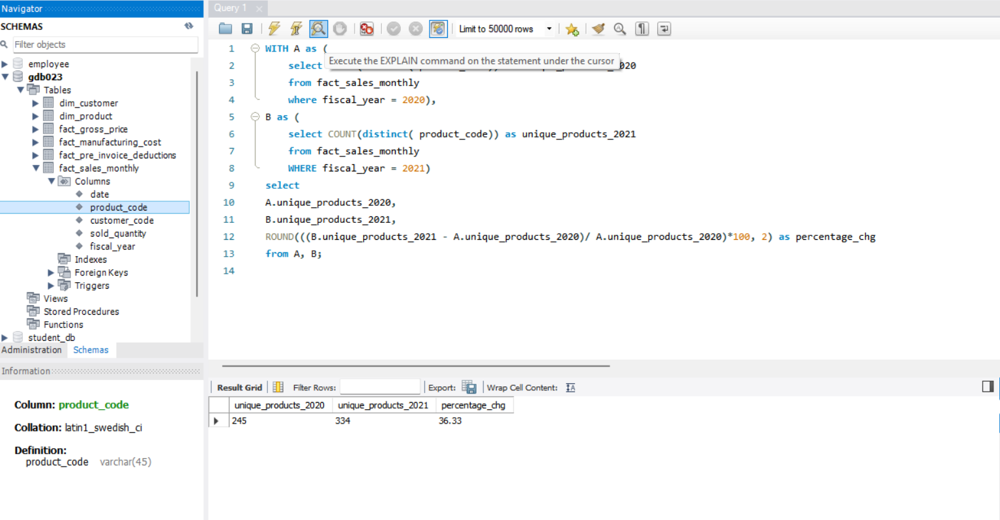 Navigator
SCHEMAS
Filter objects
employee
gdb023
Tables
dim_customer
dim_product
fact_gross_price
fact_manufacturing_cost
fact_pre_invoice_deductions
fact_sales_monthly
Columns
date
product_code
customer_code
sold_quantity
fiscal_year
Indexes
Foreign Keys
Triggers
Views
Stored Procedures
Functions
student_db
Administration Schemas
Information
Column: product_code
Collation: latin1_swedish_ci
Definition:
product_code varchar(45)
Query 1
Limit to 50000 rows
1 WITH A as (
Execute the EXPLAIN command on the statement under the cursor
2 select 2020
3 from fact_sales_monthly
4 where fiscal_year = 2020),
5 B as (
6 select COUNT(distinct( product_code)) as unique_products_2021
7 from fact_sales_monthly
8 WHERE fiscal_year = 2021)
9 select
10 A.unique_products_2020,
11 B.unique_products_2021,
12 ROUND(((B.unique_products_2021 - A.unique_products_2020)/ A.unique_products_2020)*100, 2) as percentage_chg
13 from A, B;
14
Result Grid Filter Rows: Export: Wrap Cell Content:
unique_products_2020 unique_products_2021 percentage_chg
245 334 36.33